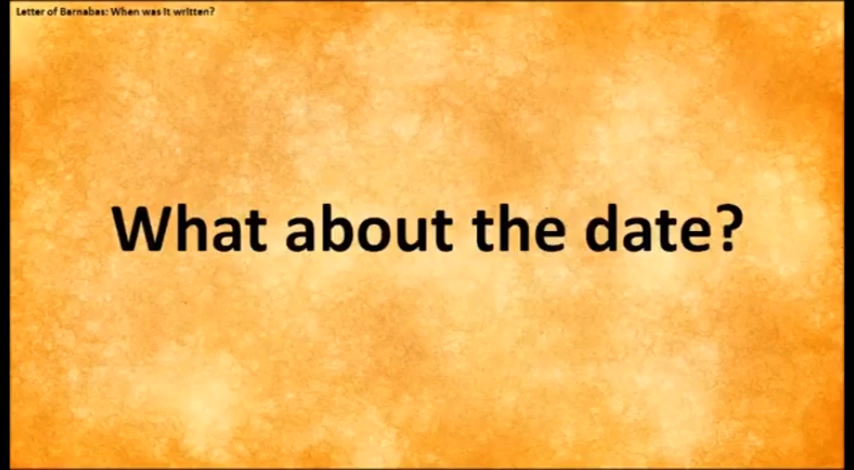 Letter of Barnabas: When was it written?
What about the date?